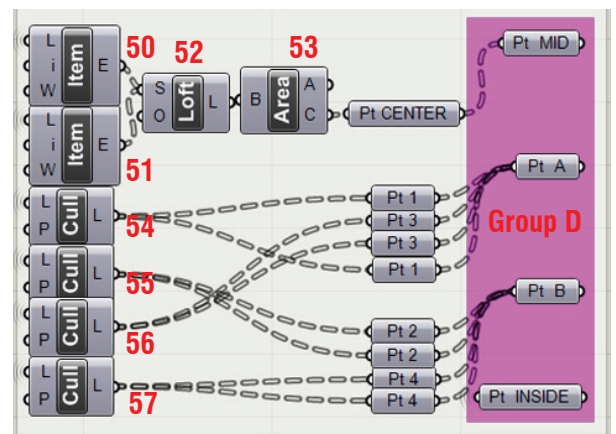 L
i
W
Item
E
50
L
i
W
Item
E
51
52
S
O
Loft
L
53
B
Area
A
C
Pt CENTER
Pt MID
L
P
Cull
L
54
L
P
Cull
L
55
L
P
Cull
L
56
L
P
Cull
L
57
Pt 1
Pt 3
Pt 3
Pt 1
Pt 2
Pt 2
Pt 4
Pt 4
Pt A
Group D
Pt B
Pt INSIDE